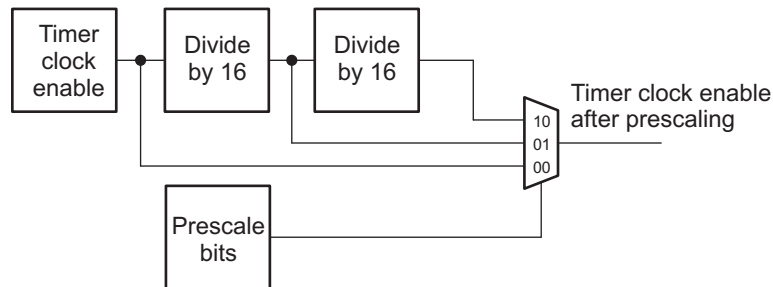 Timer
clock
enable
Divide
by 16
Divide
by 16
Timer clock enable
after prescaling
10
01
00
Prescale
bits